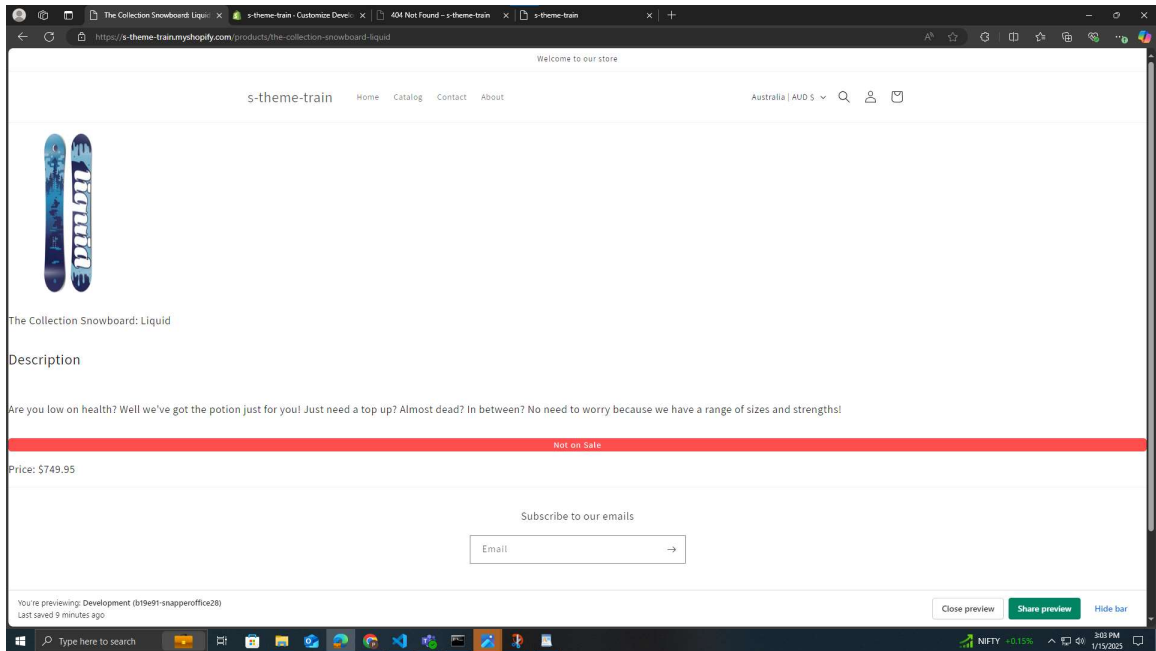 The Collection Snowboard: Liquid
s-theme-train - Customize Develo
404 Not Found – s-theme-train
s-theme-train
https://s-theme-train.myshopify.com/products/the-collection-snowboard-liquid
Welcome to our store
s-theme-train
Home
Catalog
Contact
About
Australia | AUD $
liquid
The Collection Snowboard: Liquid
Description
Are you low on health? Well we've got the potion just for you! Just need a top up? Almost dead? In between? No need to worry because we have a range of sizes and strengths!
Not on Sale
Price: $749.95
Subscribe to our emails
Email
You're previewing: Development (b19e91-snapperoffice28)
Last saved 9 minutes ago
Close preview
Share preview
Hide bar
Type here to search
NIFTY +0.15%
3:03 PM
1/15/2025